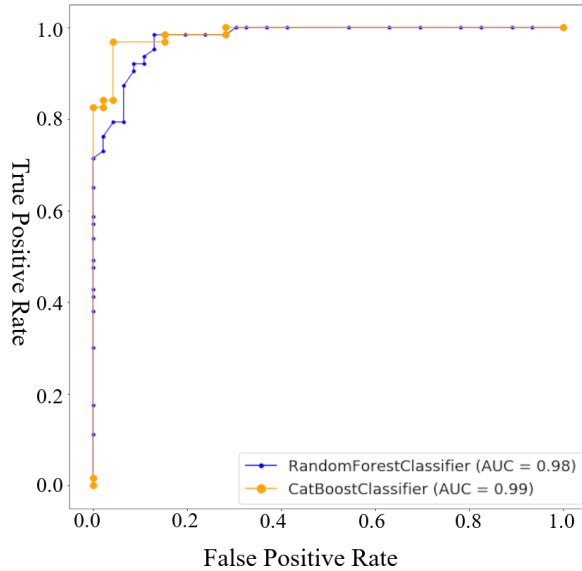 1.0
0.8
0.6
0.4
0.2
0.0
True Positive Rate
RandomForestClassifier (AUC = 0.98)
CatBoostClassifier (AUC = 0.99)
0.0 0.2 0.4 0.6 0.8 1.0
False Positive Rate